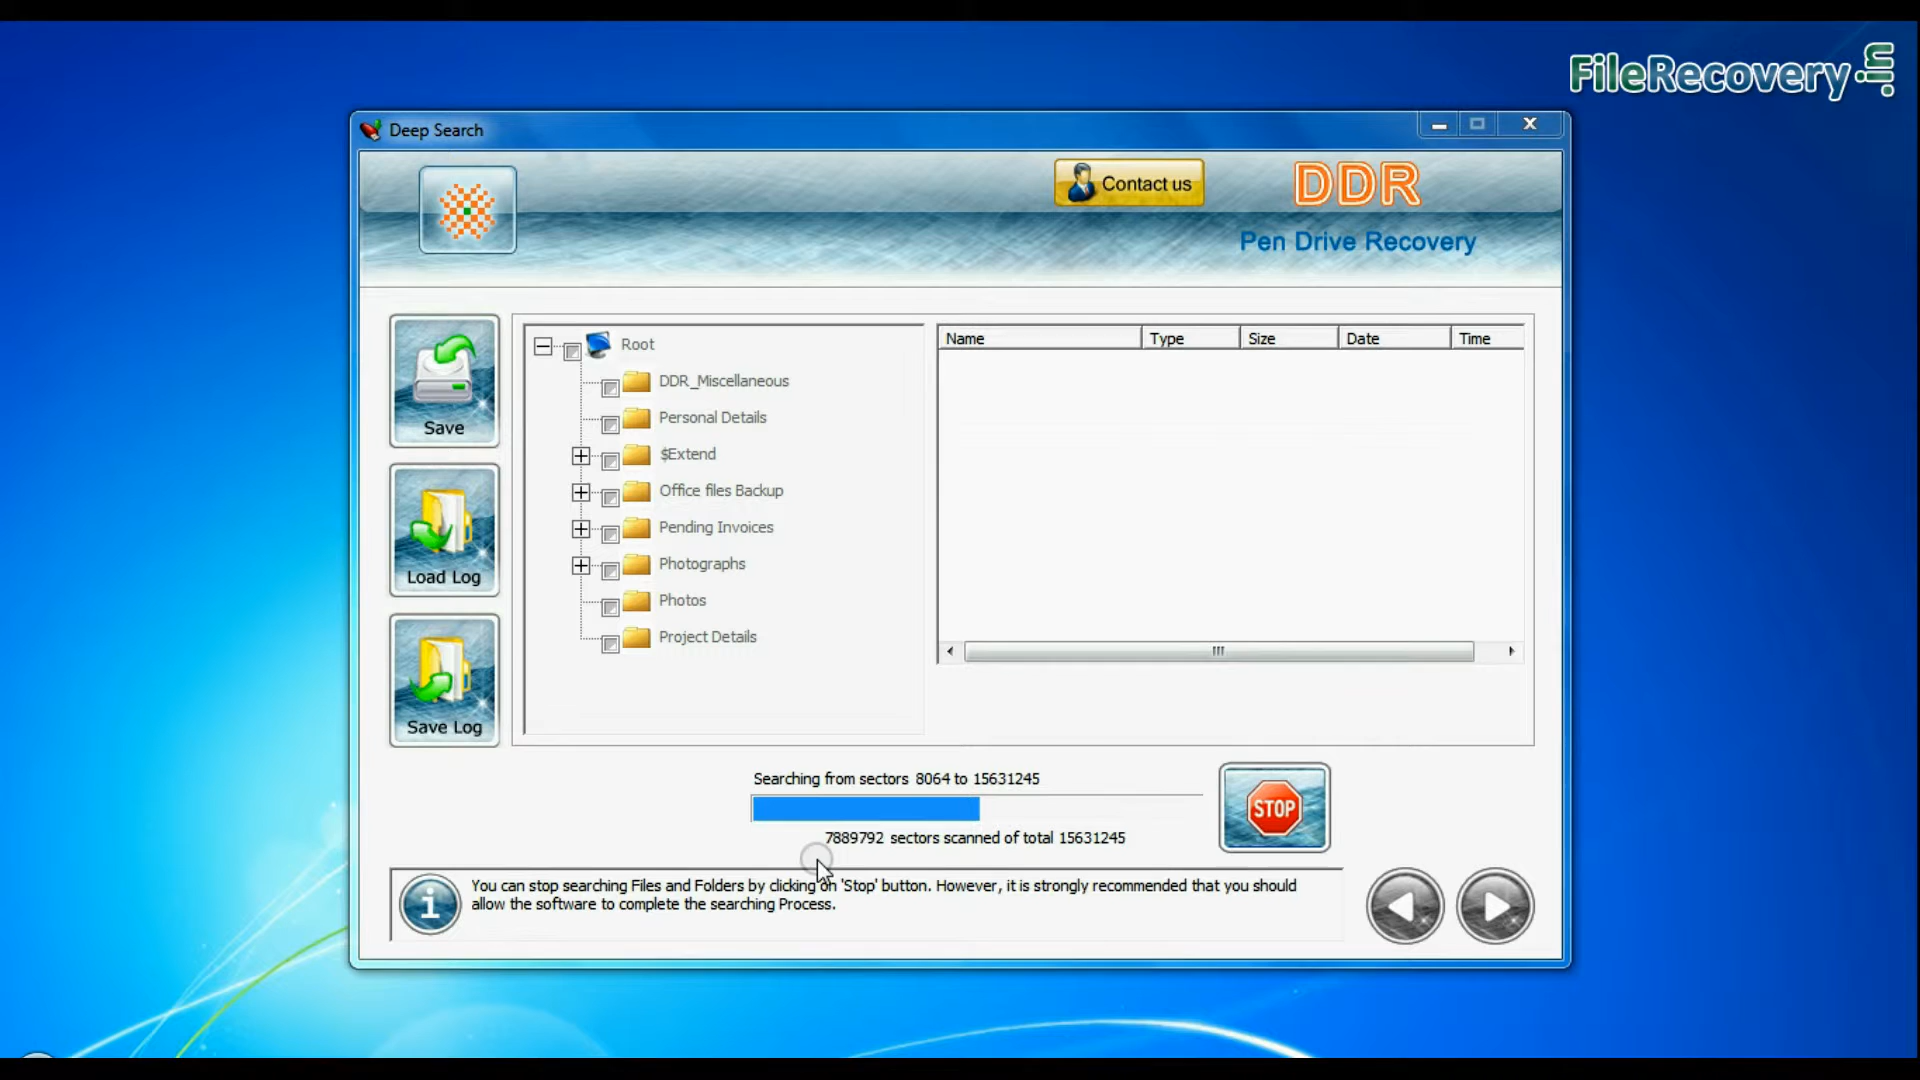 FileRecovery.in
Deep Search
Contact us
DDR
Pen Drive Recovery
Save
Load Log
Save Log
Root
DDR_Miscellaneous
Personal Details
$Extend
Office files Backup
Pending Invoices
Photographs
Photos
Project Details
Name Type Size Date Time
Searching from sectors 8064 to 15631245
7889792 sectors scanned of total 15631245
STOP
You can stop searching Files and Folders by clicking on 'Stop' button. However, it is strongly recommended that you should
allow the software to complete the searching Process.